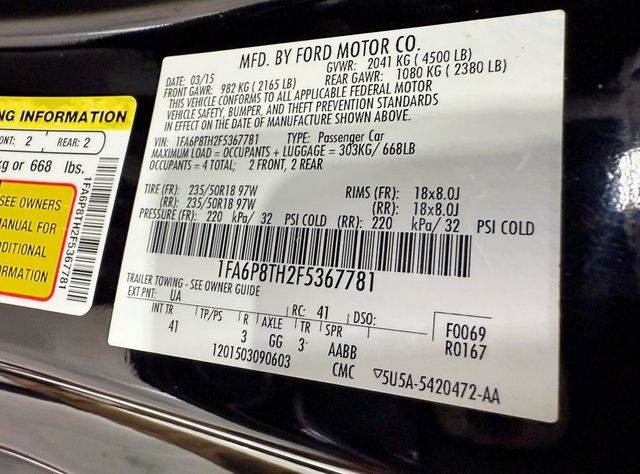 NG INFORMATION
ONT: 2 REAR: 2
kg or 668 lbs.
SEE OWNERS
MANUAL FOR
DDITIONAL
ORMATION
1FA6P8TH2F5367781
MFD. BY FORD MOTOR CO.
DATE: 03/15 GVWR: 2041 KG ( 4500 LB)
FRONT GAWR: 982 KG ( 2165 LB) REAR GAWR: 1080 KG ( 2380 LB)
THIS VEHICLE CONFORMS TO ALL APPLICABLE FEDERAL MOTOR
VEHICLE SAFETY, BUMPER, AND THEFT PREVENTION STANDARDS
IN EFFECT ON THE DATE OF MANUFACTURE SHOWN ABOVE.
VIN: 1FA6P8TH2F5367781 TYPE: Passenger Car
MAXIMUM LOAD = OCCUPANTS + LUGGAGE = 303KG/ 668LB
OCCUPANTS = 4 TOTAL; 2 FRONT, 2 REAR
TIRE (FR): 235/50R18 97W RIMS (FR): 18x8.0J
(RR): 235/50R18 97W (RR): 18x8.0J
PRESSURE (FR): 220 kPa/ 32 PSI COLD (RR): 220 kPa/ 32 PSI COLD
1FA6P8TH2F5367781
TRAILER TOWING - SEE OWNER GUIDE
EXT PNT: UA RC: 41 DSO:
INT TR TP/PS R AXLE TR SPR F0069
41 3 GG 3 AABB R0167
1201503090603 CMC ▽5U5A-5420472-AA